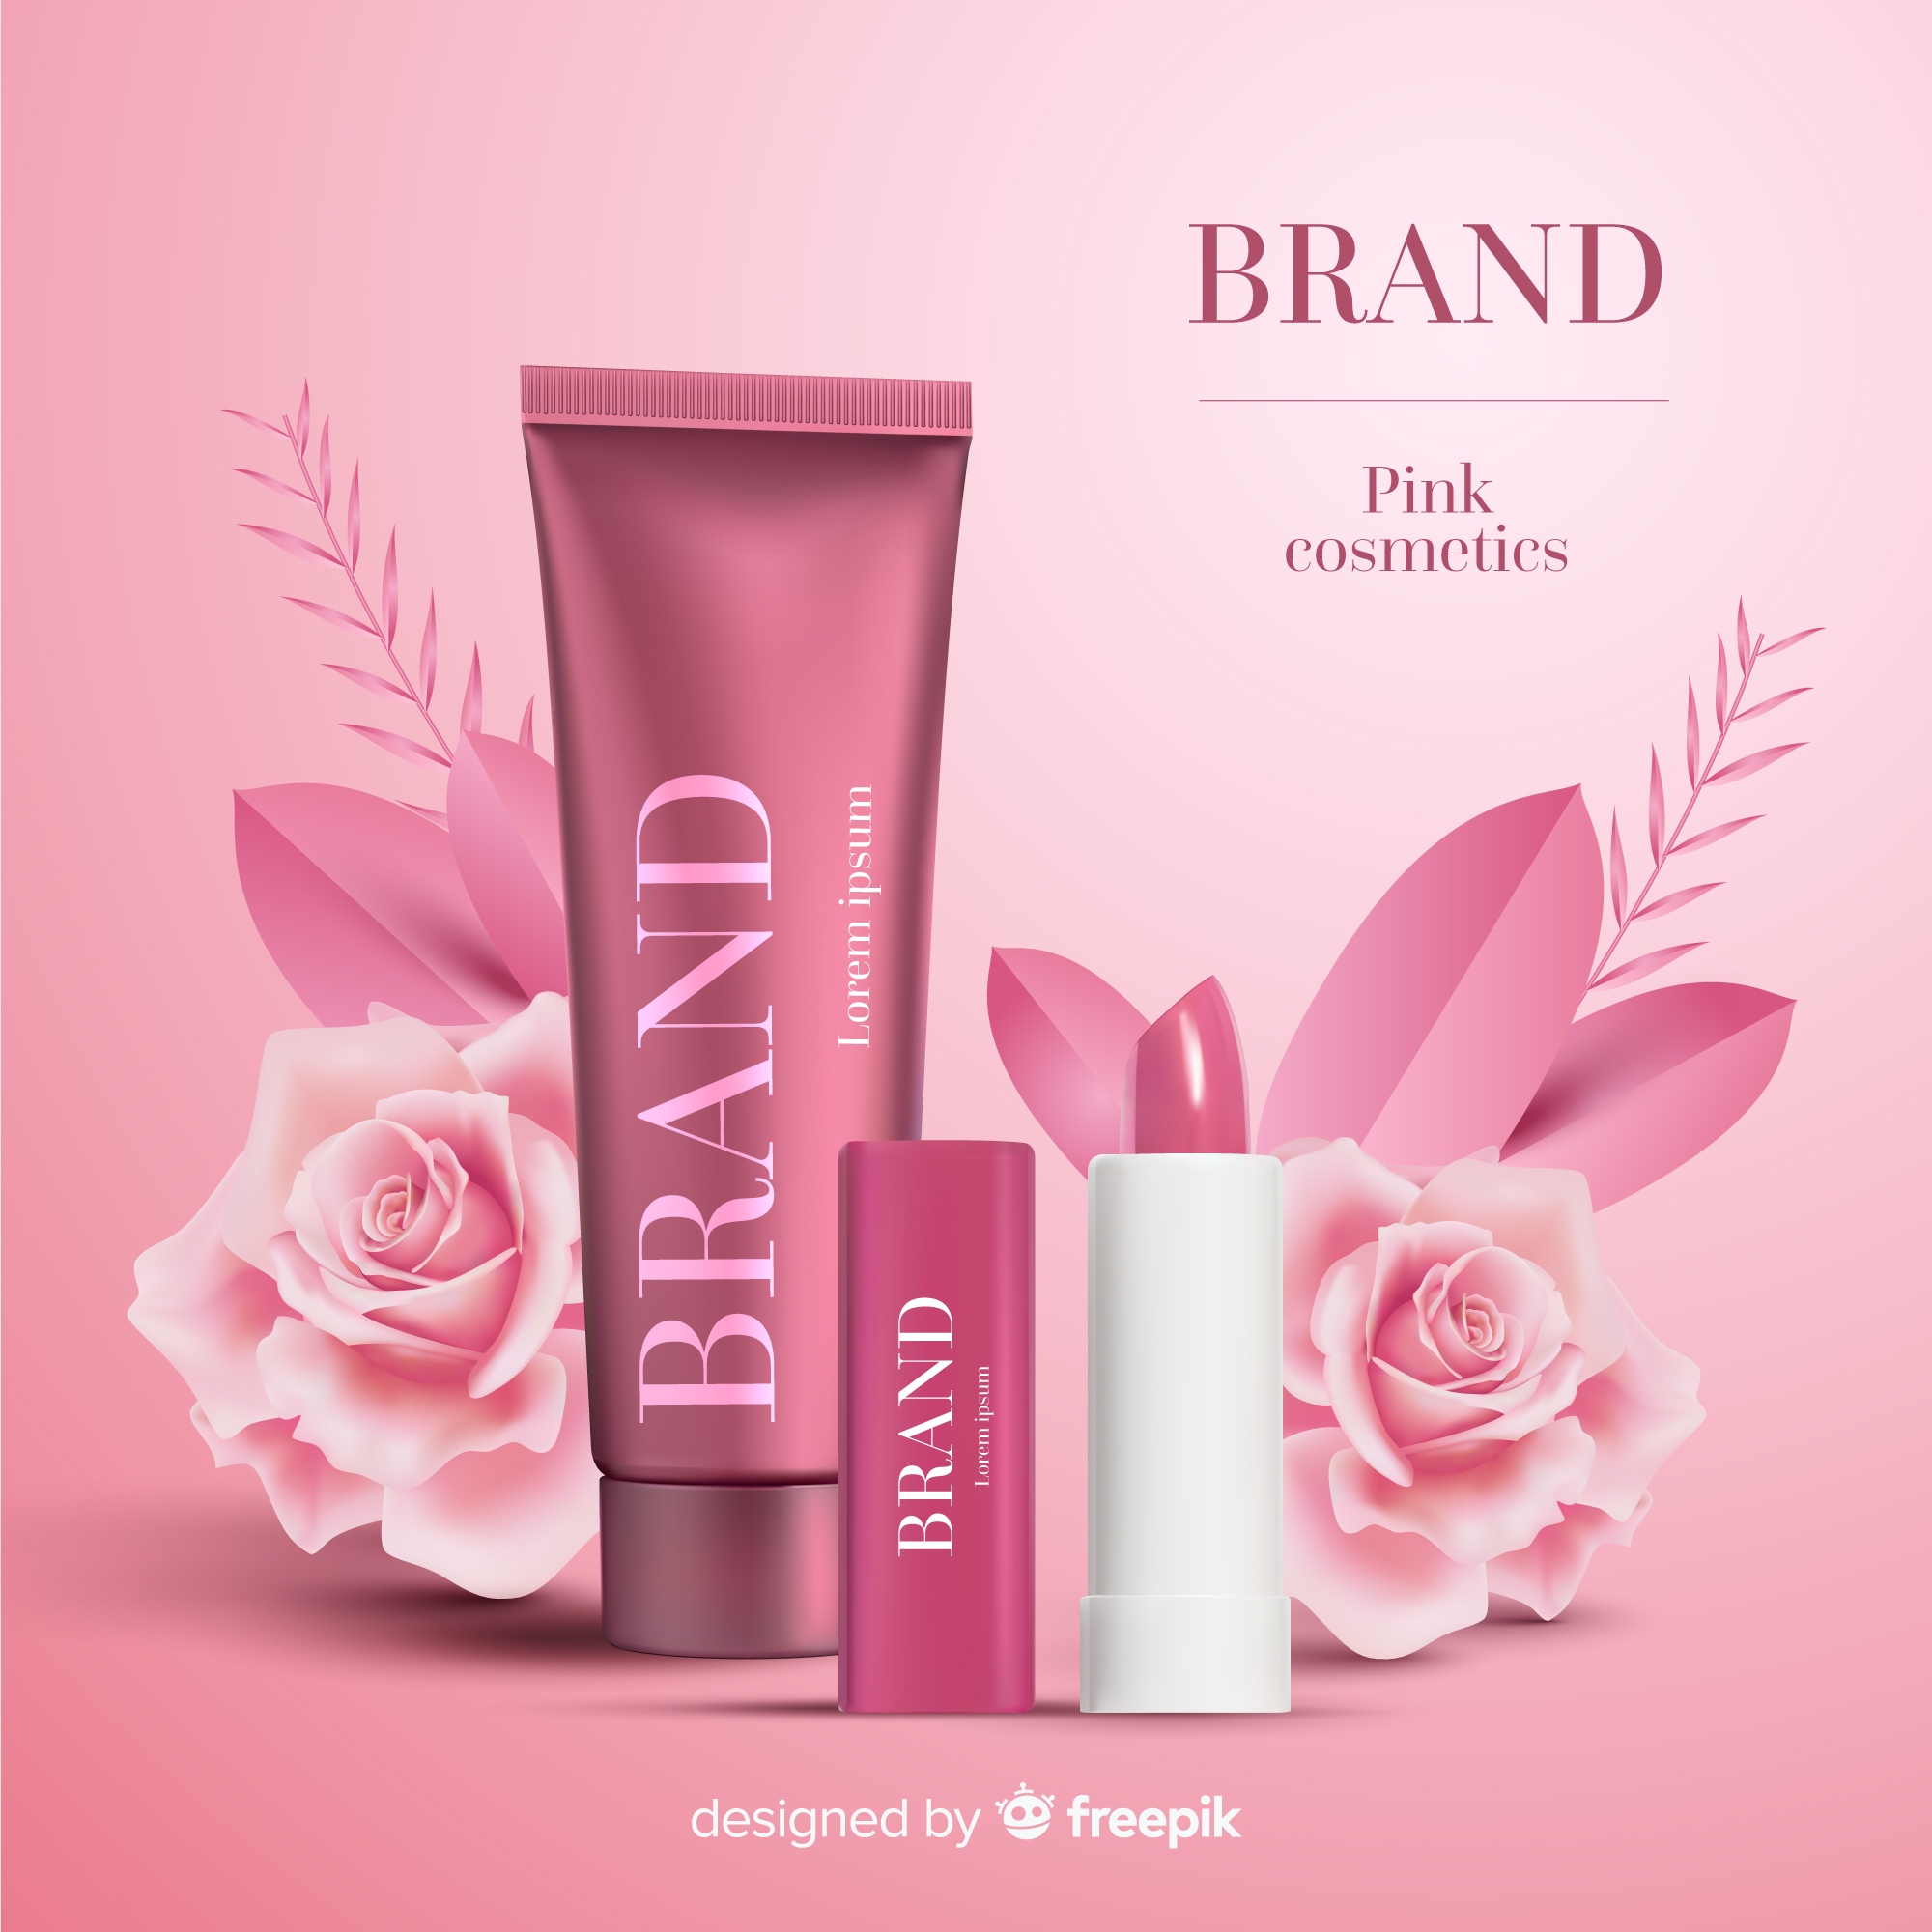 BRAND
Pink
cosmetics
BRAND
Lorem ipsum
BRAND
Lorem ipsum
designed by freepik